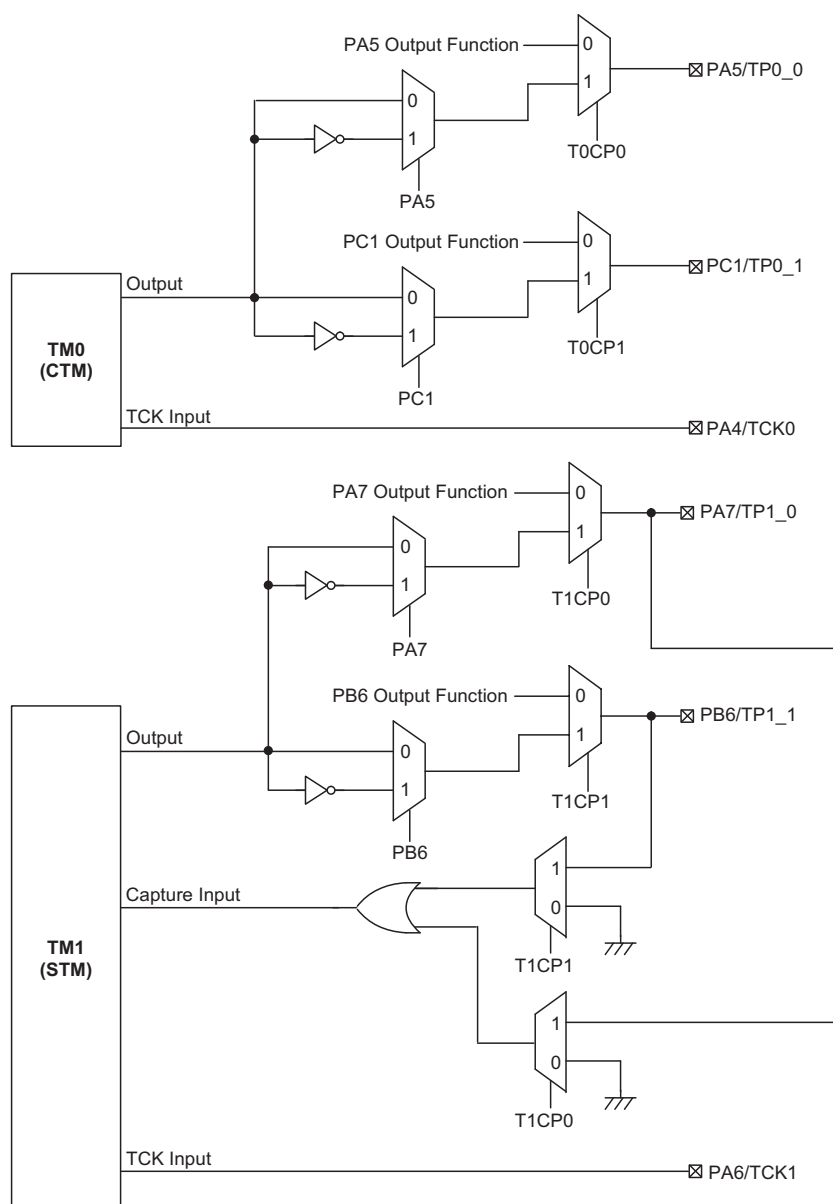 PA5 Output Function
0
PA5/TP0_0
1
0
1
T0CP0
PA5
PC1 Output Function
0
PC1/TP0_1
1
Output
0
1
T0CP1
TM0
(CTM)
PC1
TCK Input
PA4/TCK0
PA7 Output Function
0
PA7/TP1_0
1
0
1
T1CP0
PA7
PB6 Output Function
0
PB6/TP1_1
1
Output
0
1
T1CP1
PB6
1
Capture Input
0
TM1
(STM)
T1CP1
1
0
T1CP0
TCK Input
PA6/TCK1